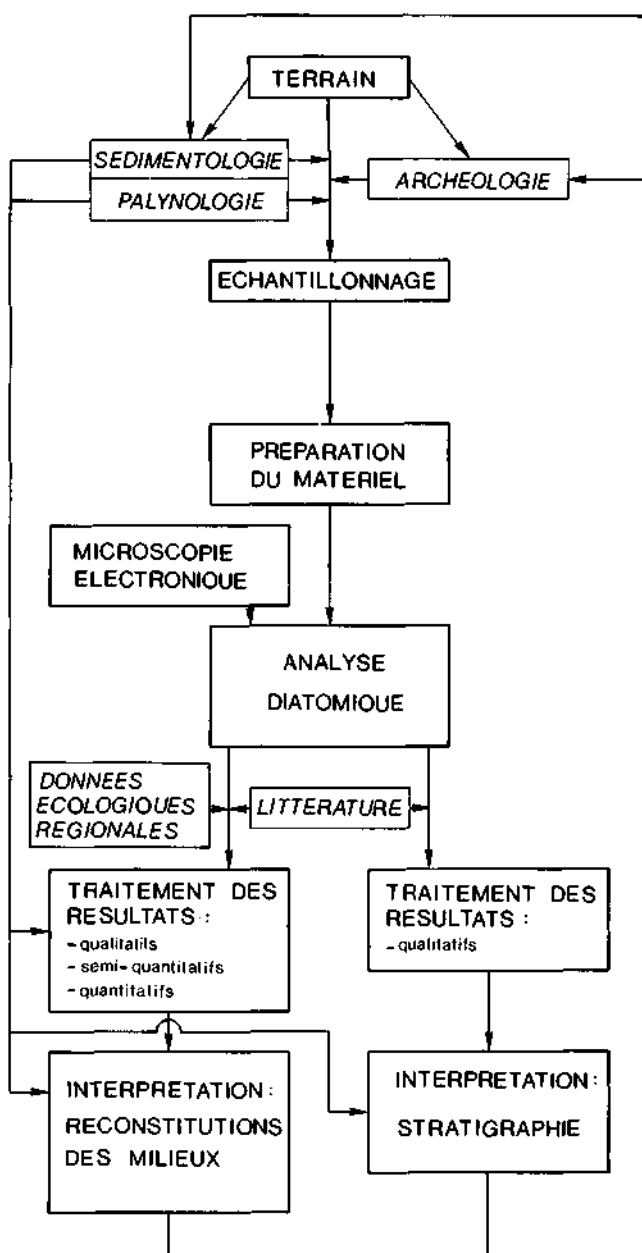 TERRAIN
SEDIMENTOLOGIE
PALYNOLOGIE
ARCHEOLOGIE
ECHANTILLONNAGE
PREPARATION
DU MATERIEL
MICROSCOPIE
ELECTRONIQUE
ANALYSE
DIATOMIQUE
DONNEES
ECOLOGIQUES
REGIONALES
LITTERATURE
TRAITEMENT DES
RESULTATS :
- qualitatifs
- semi-quantitatifs
- quantitatifs
TRAITEMENT DES
RESULTATS :
- qualitatifs
INTERPRETATION :
RECONSTITUTIONS
DES MILIEUX
INTERPRETATION :
STRATIGRAPHIE